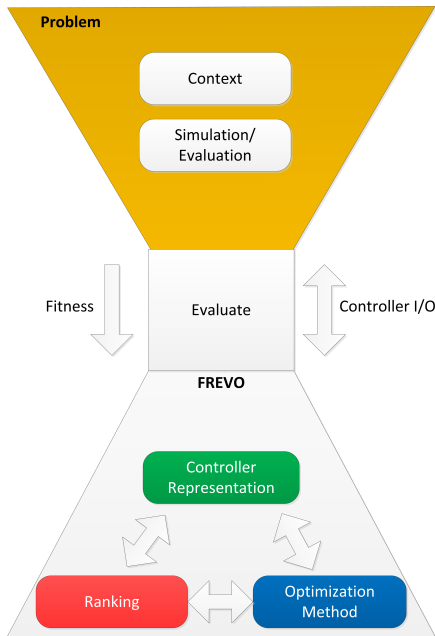 Problem
Context
Simulation/
Evaluation
Fitness
Evaluate
Controller I/O
FREVO
Controller
Representation
Ranking
Optimization
Method